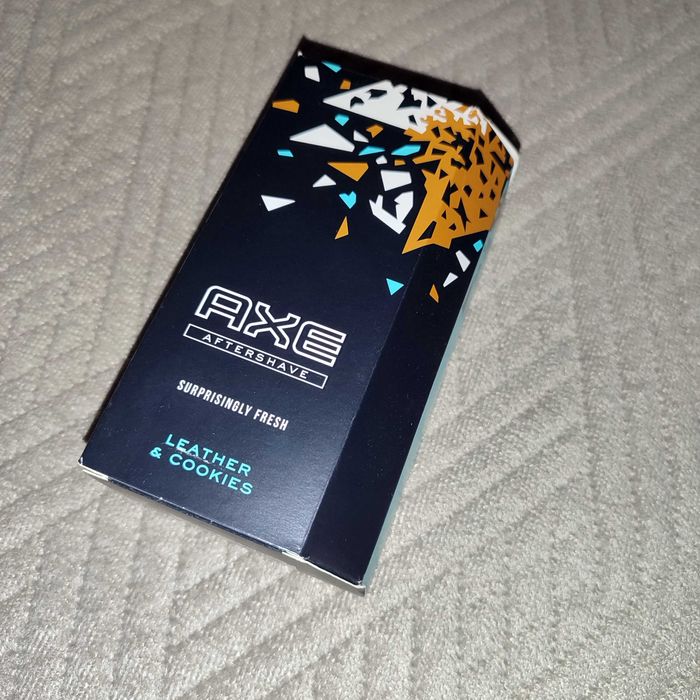 AXE
AFTERSHAVE
SURPRISINGLY FRESH
LEATHER
& COOKIES